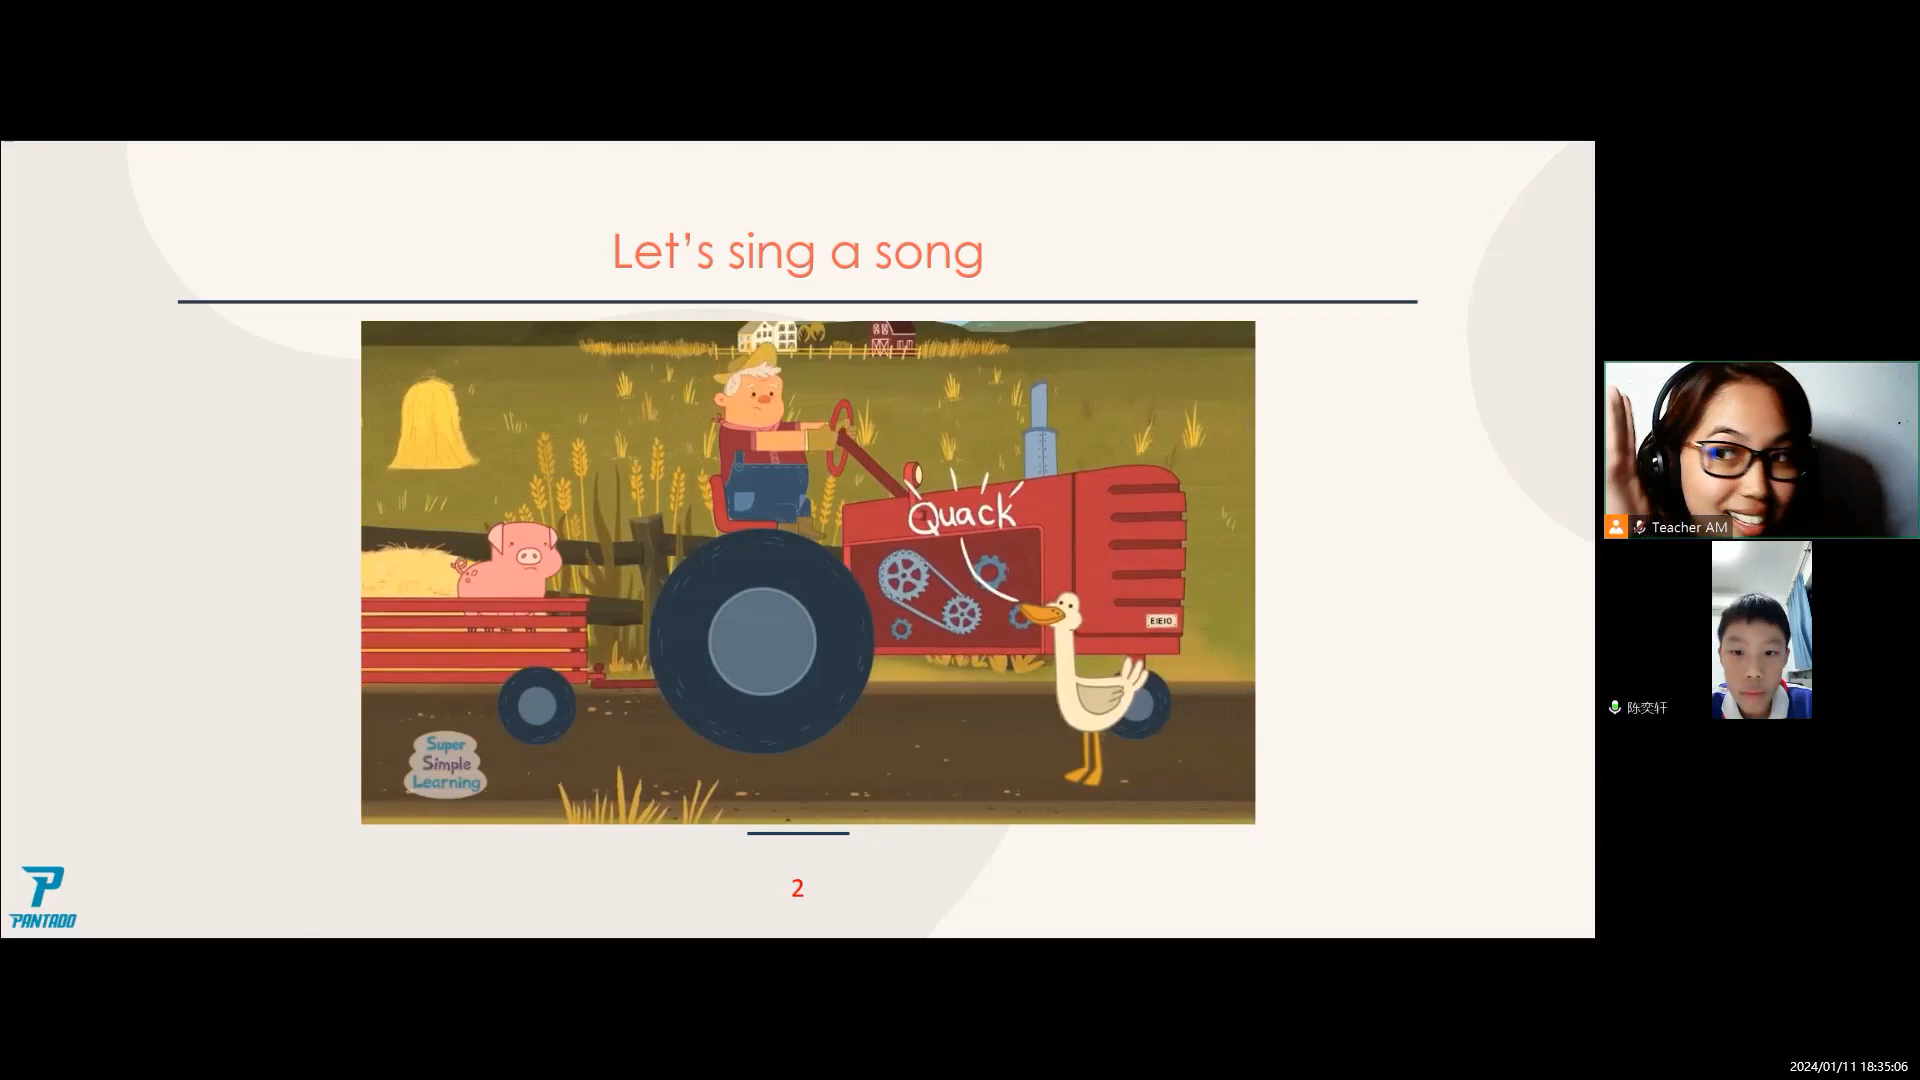 Let's sing a song
Quack
EIEIO
Super
Simple
Learning
2
PANTADO
Teacher AM
陈奕轩
2024/01/11 18:35:06